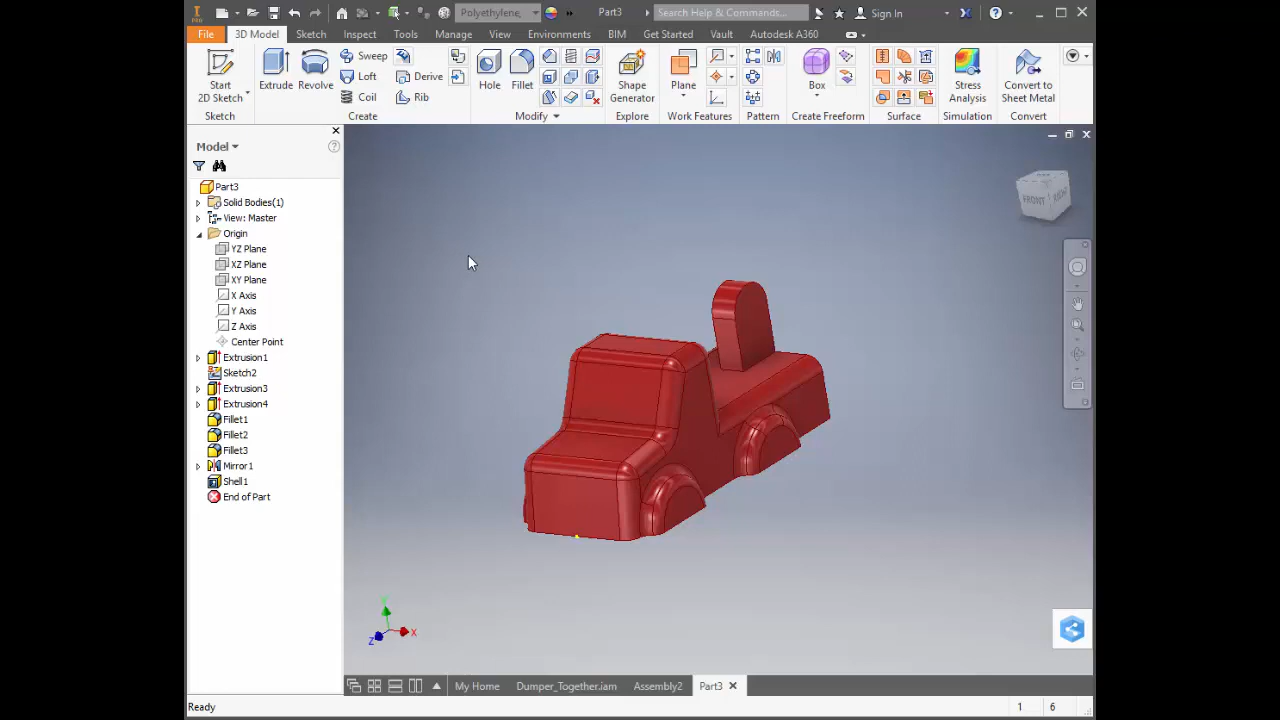 Polyethylene,
Part3
Search Help & Commands...
Sign In
File
3D Model
Sketch
Inspect
Tools
Manage
View
Environments
BIM
Get Started
Vault
Autodesk A360
Start
2D Sketch
Extrude
Revolve
Sweep
Loft
Coil
Derive
Rib
Hole
Fillet
Shape
Generator
Plane
Box
Stress
Analysis
Convert to
Sheet Metal
Sketch
Create
Modify
Explore
Work Features
Pattern
Create Freeform
Surface
Simulation
Convert
Model
Part3
Solid Bodies(1)
View: Master
Origin
YZ Plane
XZ Plane
XY Plane
X Axis
Y Axis
Z Axis
Center Point
Extrusion1
Sketch2
Extrusion3
Extrusion4
Fillet1
Fillet2
Fillet3
Mirror1
Shell1
End of Part
FRONT
RIGHT
Y
X
Z
My Home
Dumper_Together.iam
Assembly2
Part3
Ready
1
6